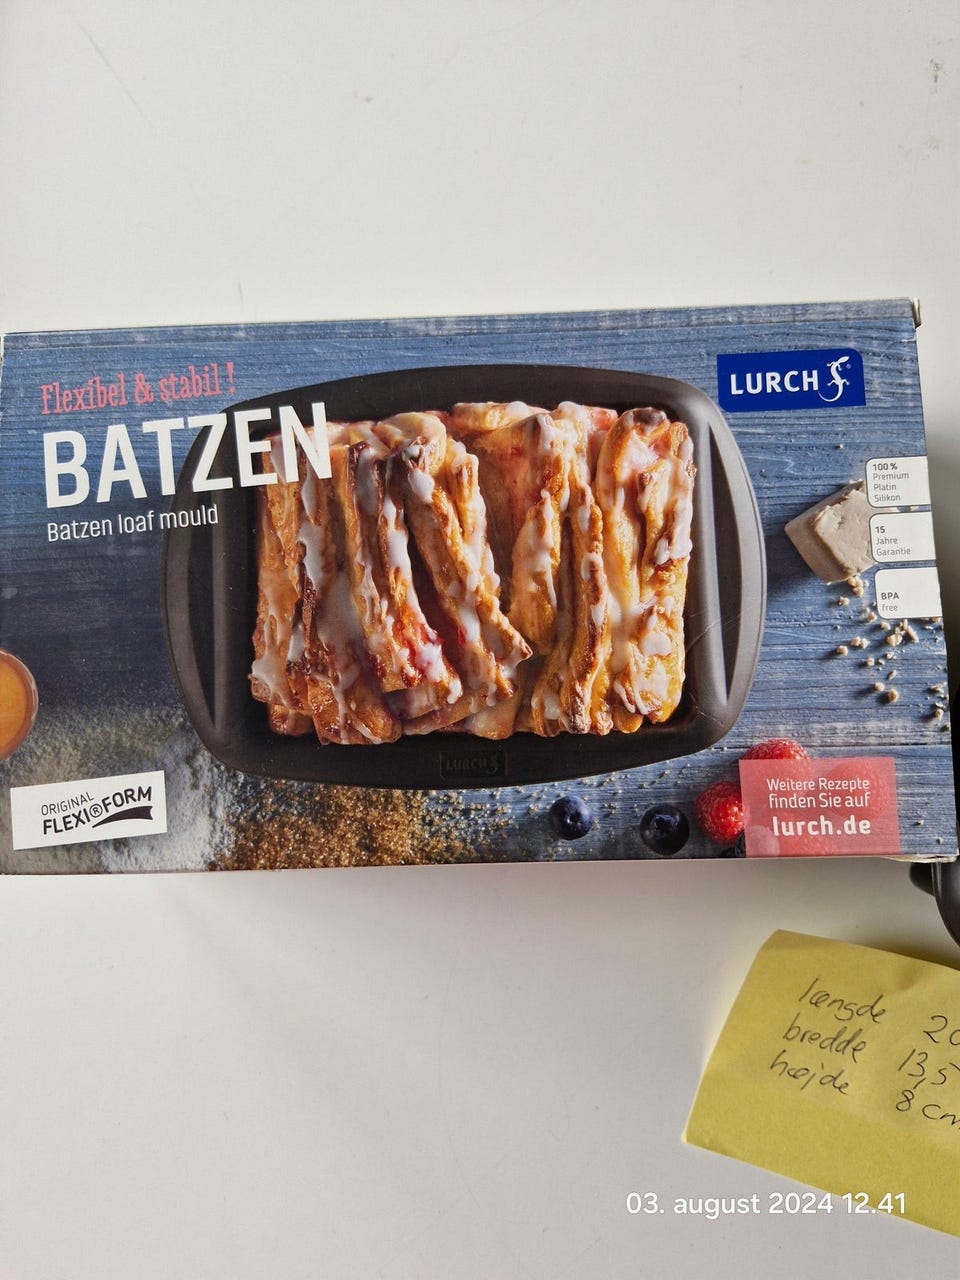 Flexibel & stabil!
BATZEN
Batzen loaf mould
LURCH®
100 %
Premium
Platin
Silikon
15
Jahre
Garantie
BPA
free
LURCH
ORIGINAL
FLEXI®FORM
Weitere Rezepte
finden Sie auf
lurch.de
længde 20
bredde 13,5
højde 8 cm
03. august 2024 12.41